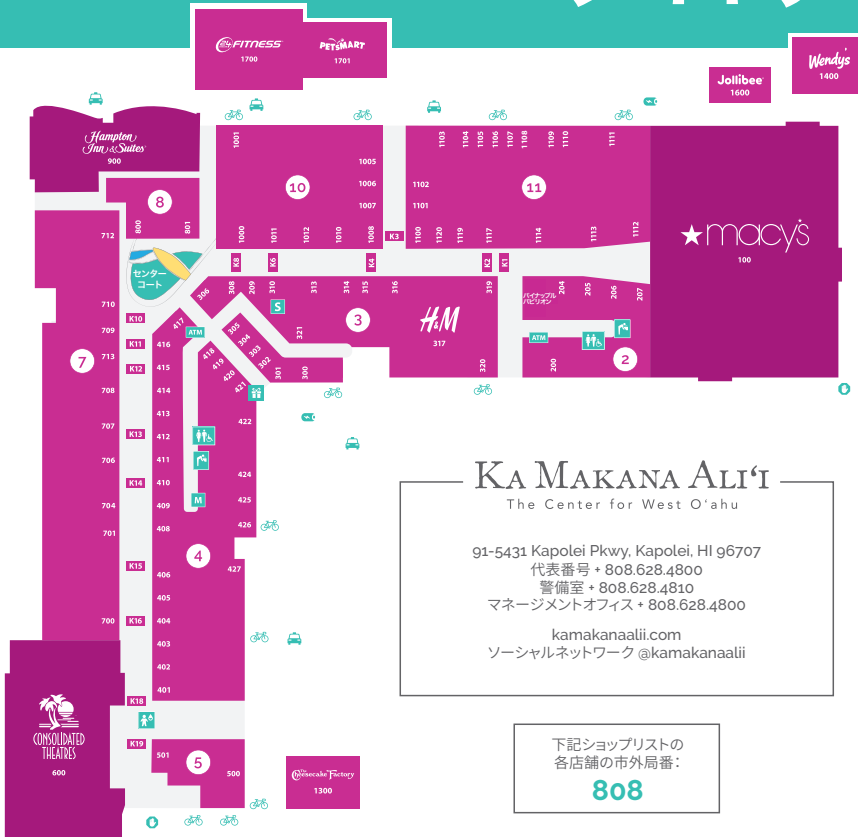 24 FITNESS
1700
PETSMART
1701
Jollibee
1600
Wendy's
1400
Hampton
Inn & Suites
900
1001
1005
1006
1007
10
1000
1011
1012
1010
1008
K3
1103
1104
1105
1106
1107
1108
1109
1110
1111
1102
1101
11
1100
1120
1119
1117
1114
1113
1112
★macy's
100
8
800
801
712
センター
コート
K8
K6
K4
K2
K1
306
308
209
310
S
313
314
315
316
319
3
H&M
317
321
320
305
304
303
302
301
300
パイナップル
パビリオン
204
205
206
207
ATM
200
2
710
709
713
7
708
707
706
704
701
700
K10
K11
K12
K13
K14
K15
K16
K18
K19
417
ATM
416
415
414
413
412
411
410
409
408
406
405
404
403
402
401
418
419
420
421
422
424
425
426
427
M
4
CONSOLIDATED
THEATRES
600
501
5
500
The
Cheesecake Factory
1300
KA MAKANA ALIʻI
The Center for West Oʻahu
91-5431 Kapolei Pkwy, Kapolei, HI 96707
代表番号 + 808.628.4800
警備室 + 808.628.4810
マネージメントオフィス + 808.628.4800
kamakanaalii.com
ソーシャルネットワーク @kamakanaalii
下記ショップリストの
各店舗の市外局番：
808